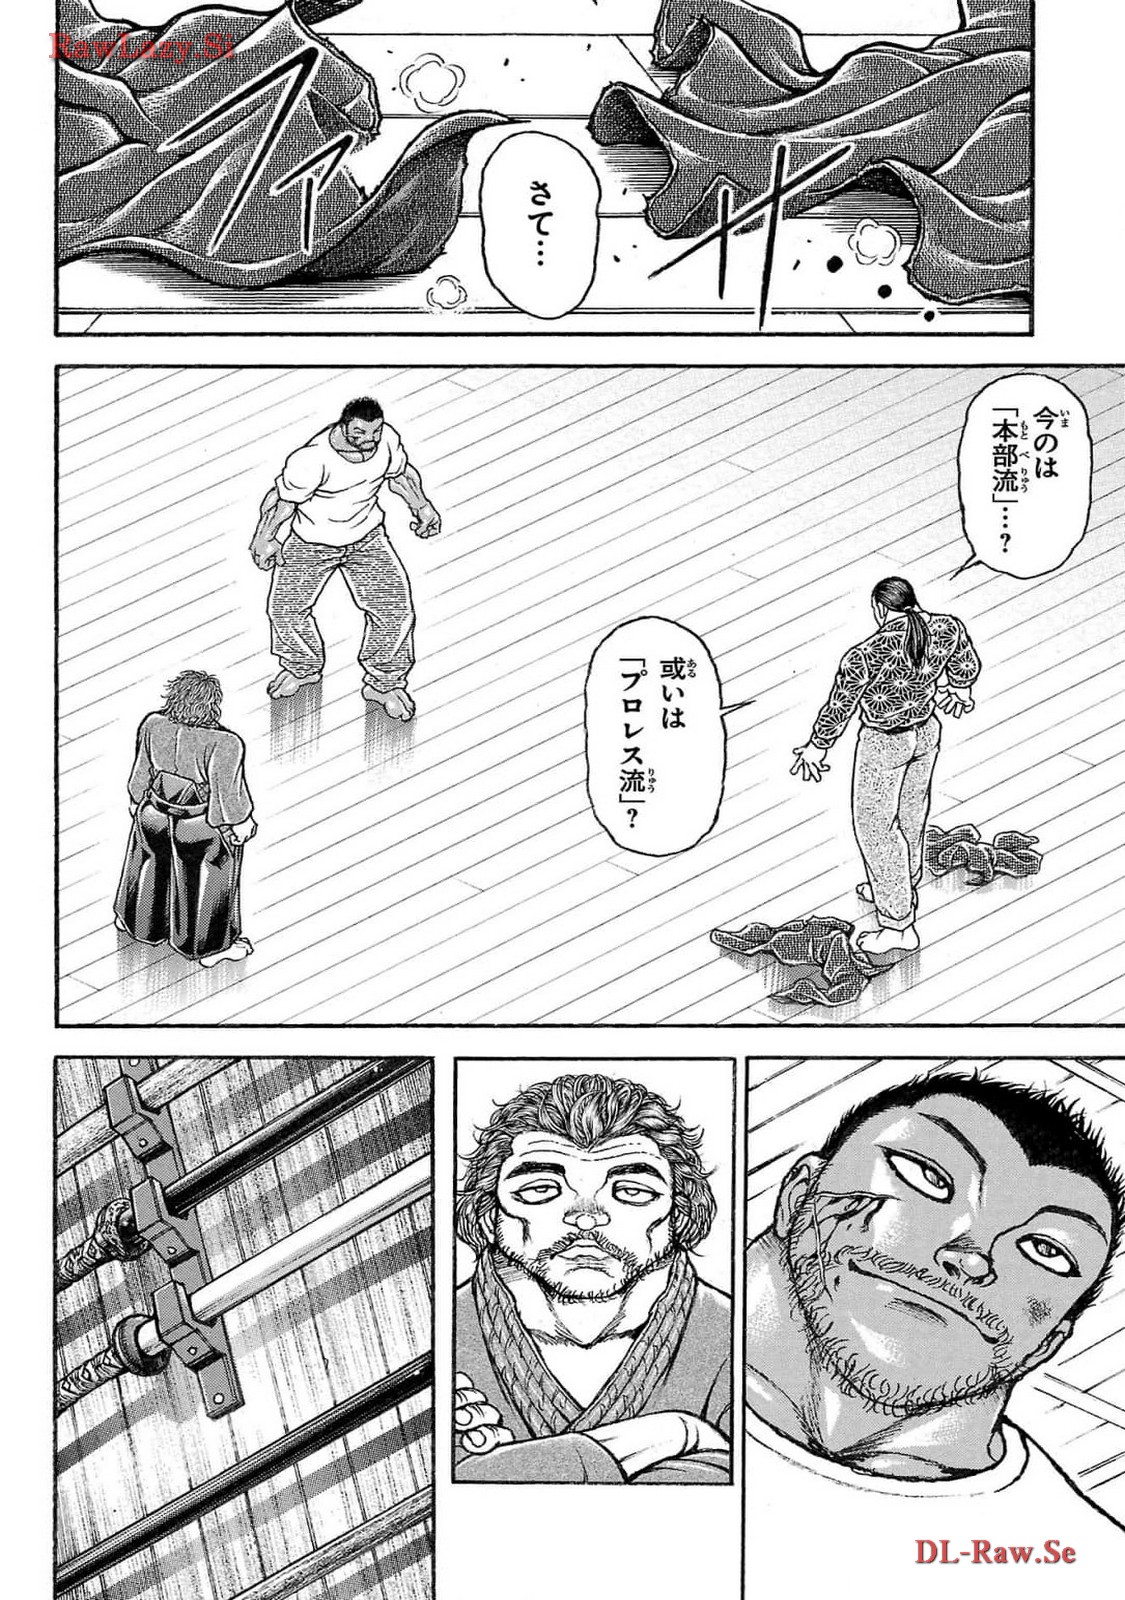 RawLazy.Si
ファ
サ
さて…
今のは
「本部流」…?
或いは
「プロレス流」?
DL-Raw.Se